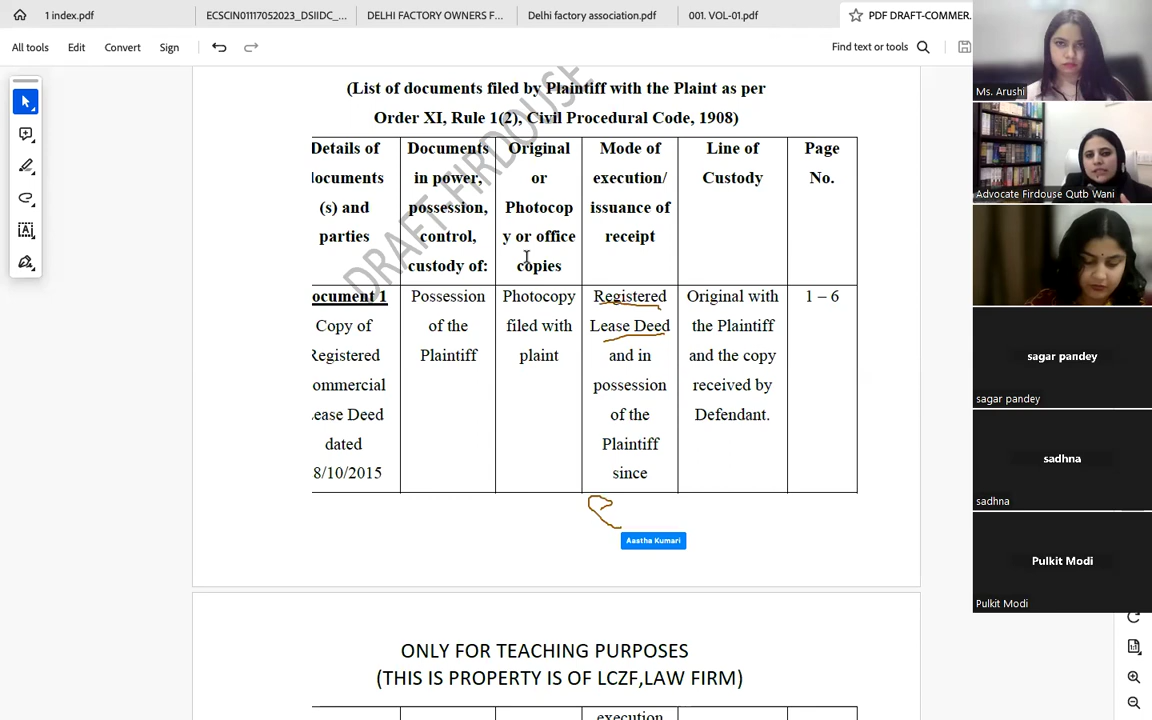 1 index.pdf
ECSCIN01117052023_DSIIDC_...
DELHI FACTORY OWNERS F...
Delhi factory association.pdf
001. VOL-01.pdf
PDF DRAFT-COMMER.
All tools
Edit
Convert
Sign
Find text or tools
(List of documents filed by Plaintiff with the Plaint as per
Order XI, Rule 1(2), Civil Procedural Code, 1908)
DRAFT-FIRDOUSE
Details of
documents
(s) and
parties
Documents
in power,
possession,
control,
custody of:
Original
or
Photocop
y or office
copies
Mode of
execution/
issuance of
receipt
Line of
Custody
Page
No.
ocument 1
Copy of
Registered
ommercial
ease Deed
dated
8/10/2015
Possession
of the
Plaintiff
Photocopy
filed with
plaint
Registered
Lease Deed
and in
possession
of the
Plaintiff
since
Original with
the Plaintiff
and the copy
received by
Defendant.
1 – 6
Aastha Kumari
ONLY FOR TEACHING PURPOSES
(THIS IS PROPERTY IS OF LCZF,LAW FIRM)
execution
Ms. Arushi
Advocate Firdouse Qutb Wani
sagar pandey
sagar pandey
sadhna
sadhna
Pulkit Modi
Pulkit Modi